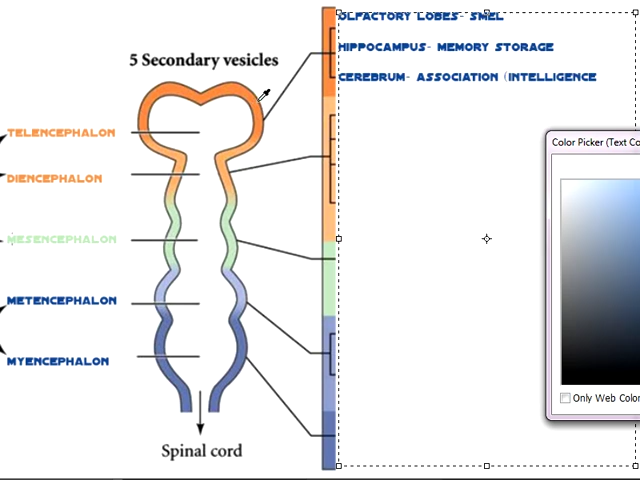 OLFACTORY LOBES- SMEL
HIPPOCAMPUS- MEMORY STORAGE
CEREBRUM- ASSOCIATION (INTELLIGENCE
5 Secondary vesicles
TELENCEPHALON
DIENCEPHALON
MESENCEPHALON
METENCEPHALON
MYENCEPHALON
Spinal cord
Color Picker (Text Co
Only Web Color